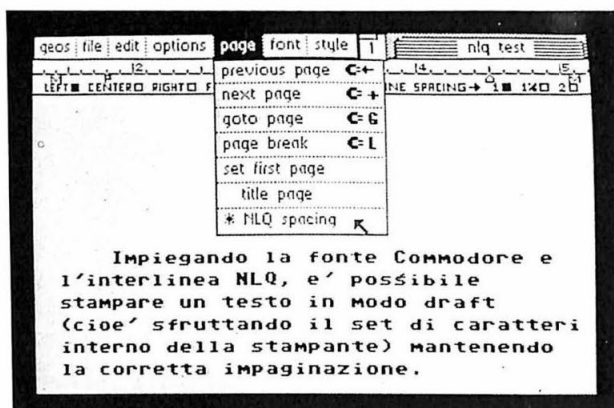 geos file edit options page font style 1 nlq test
2 4 5
LEFT CENTER RIGHT F
NE SPACING→ 1 1½ 2
previous page C=←
next page C= +
goto page C= G
page break C= L
set first page
title page
* NLQ spacing
Impiegando la fonte Commodore e
l'interlinea NLQ, e' possibile
stampare un testo in modo draft
(cioe' sfruttando il set di caratteri
interno della stampante) mantenendo
la corretta impaginazione.